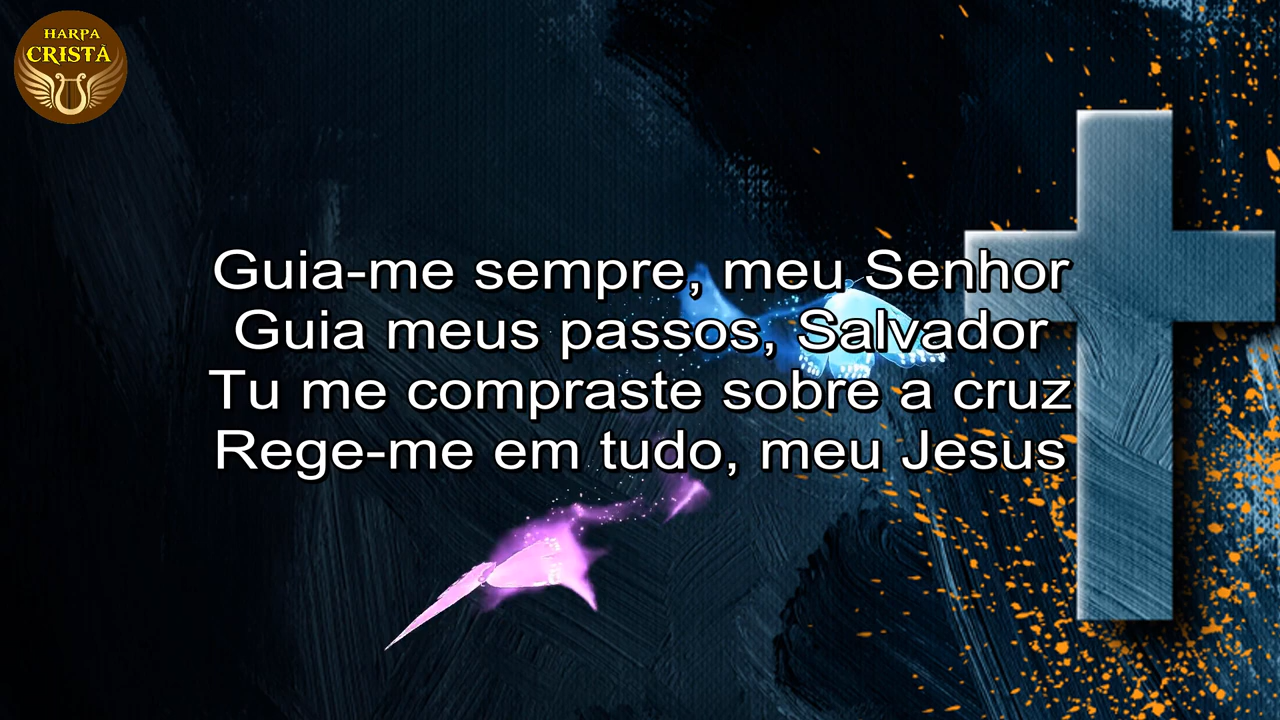 HARPA
CRISTÃ
Guia-me sempre, meu Senhor
Guia meus passos, Salvador
Tu me compraste sobre a cruz
Rege-me em tudo, meu Jesus